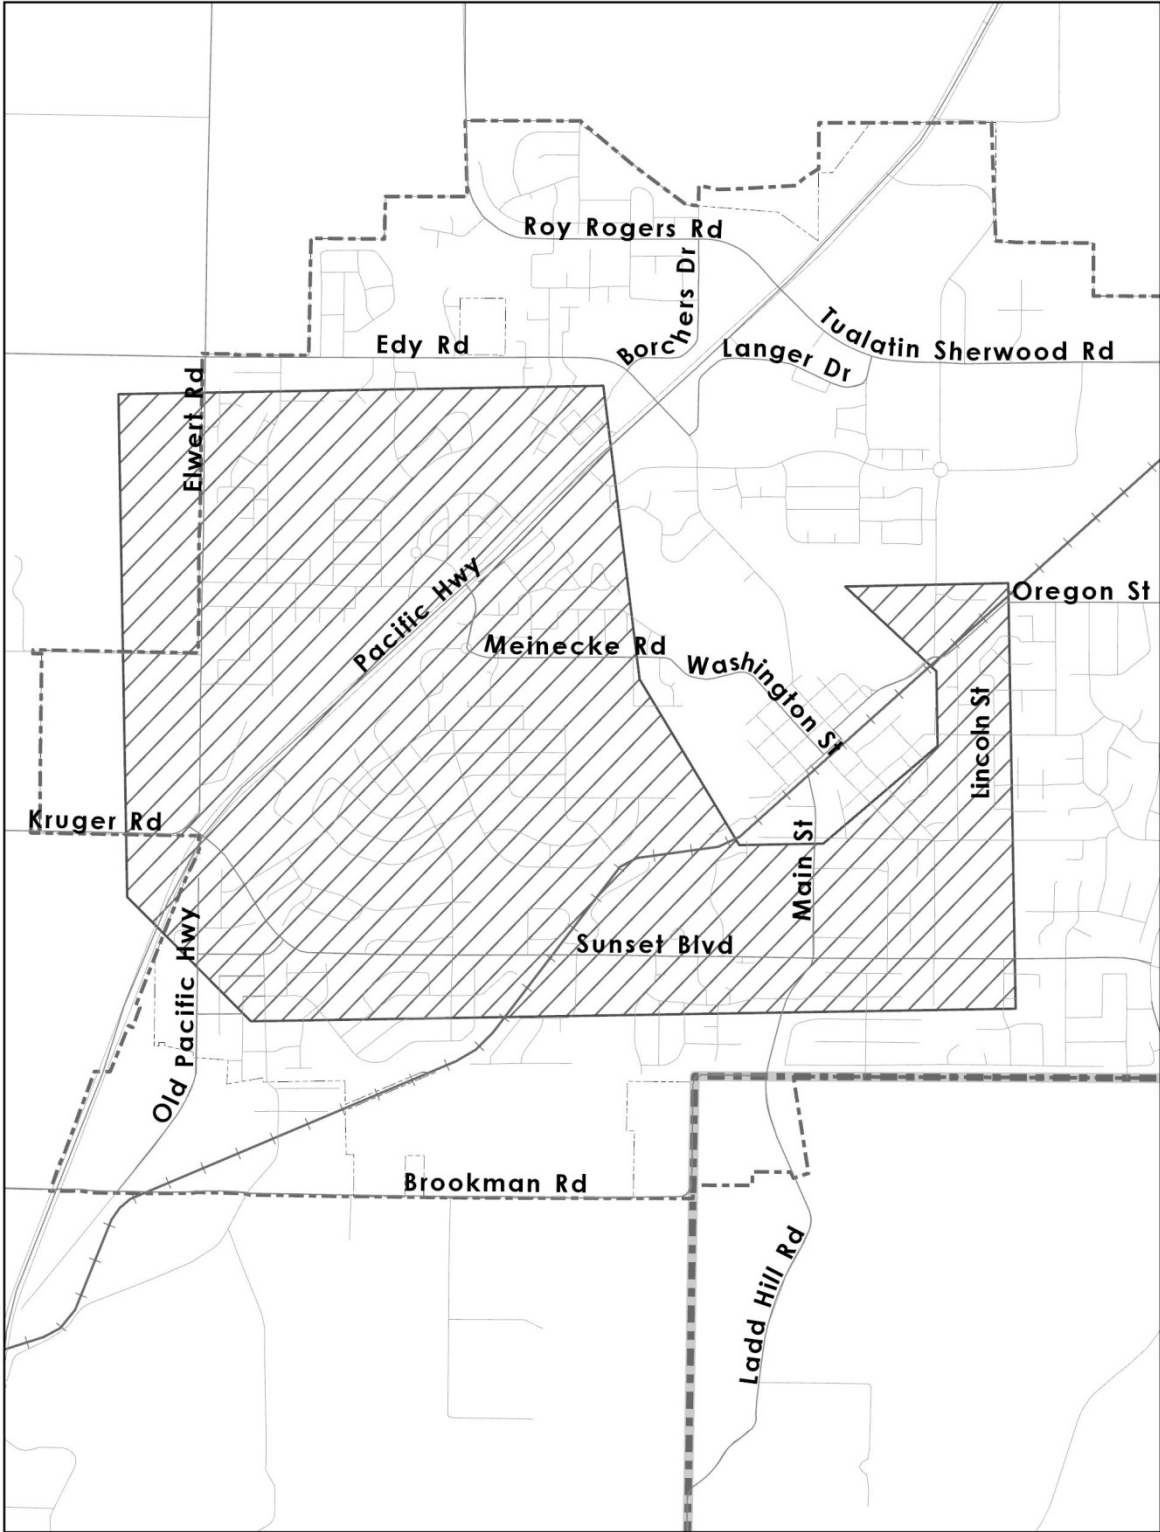 Roy Rogers Rd
Borchers Dr
Tualatin Sherwood Rd
Edy Rd
Langer Dr
Elwert Rd
Pacific Hwy
Oregon St
Meinecke Rd
Washington St
Lincoln St
Kruger Rd
Main St
Sunset Blvd
Old Pacific Hwy
Brookman Rd
Ladd Hill Rd